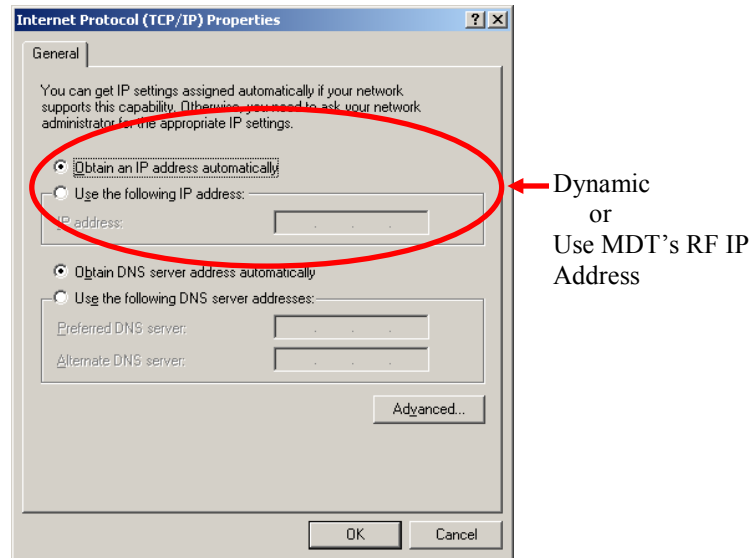 Internet Protocol (TCP/IP) Properties
General
You can get IP settings assigned automatically if your network
supports this capability. Otherwise, you need to ask your network
administrator for the appropriate IP settings.
Obtain an IP address automatically
Use the following IP address:
IP address:
Obtain DNS server address automatically
Use the following DNS server addresses:
Preferred DNS server:
Alternate DNS server:
Advanced...
OK
Cancel
Dynamic
or
Use MDT’s RF IP
Address